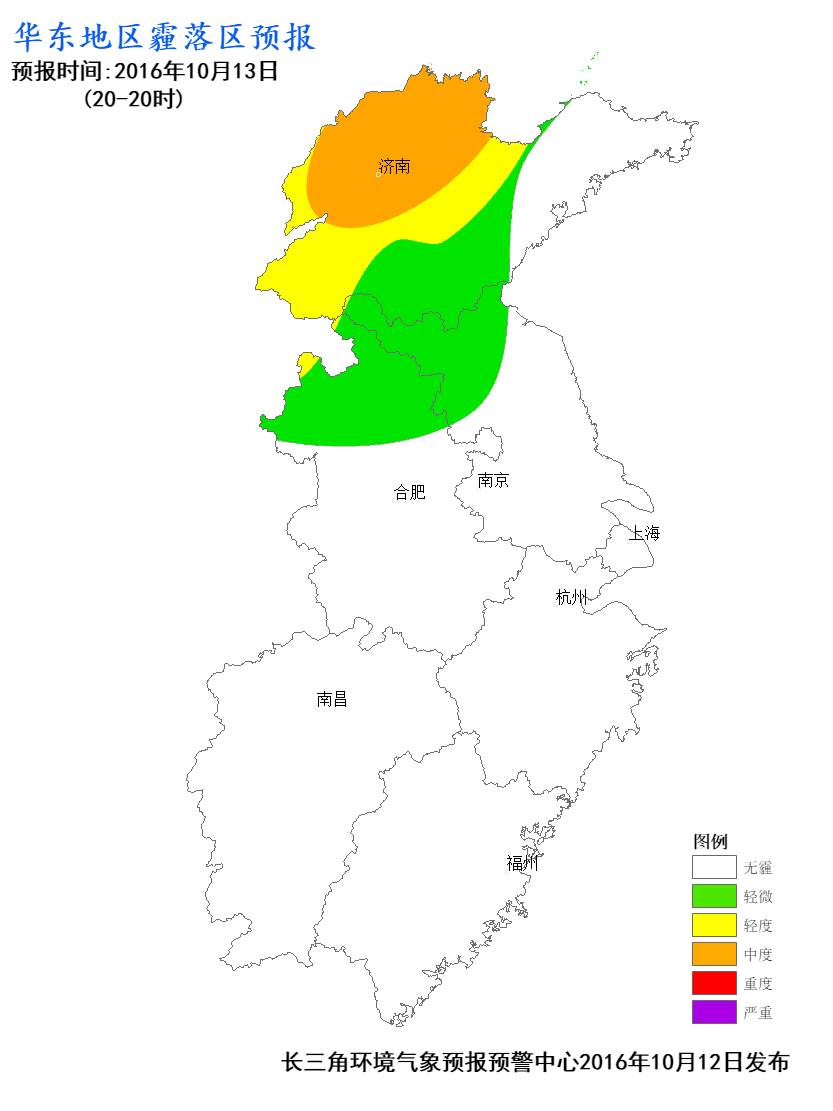 华东地区霾落区预报
预报时间:2016年10月13日
(20-20时)
济南
合肥
南京
上海
杭州
南昌
福州
图例
无霾
轻微
轻度
中度
重度
严重
长三角环境气象预报预警中心2016年10月12日发布